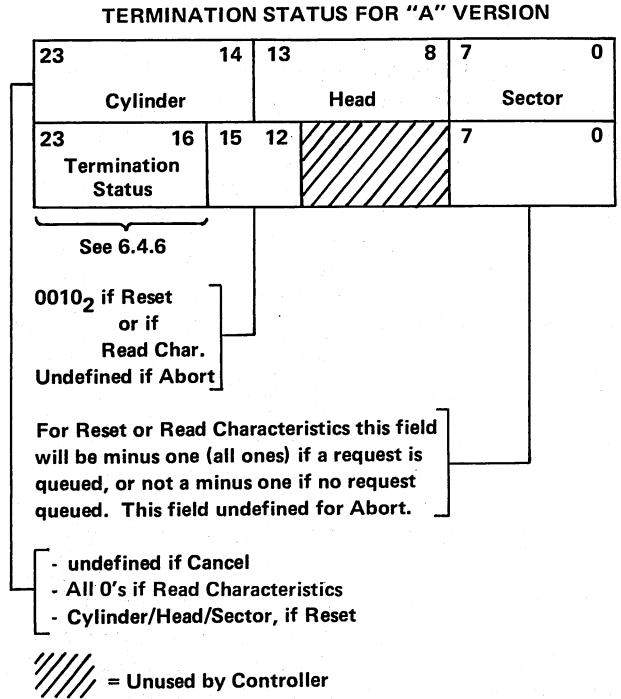 TERMINATION STATUS FOR “A” VERSION
23 14 13 8 7 0
Cylinder Head Sector
23 16 15 12 7 0
Termination
Status
See 6.4.6
0010₂ if Reset
or if
Read Char.
Undefined if Abort
For Reset or Read Characteristics this field
will be minus one (all ones) if a request is
queued, or not a minus one if no request
queued. This field undefined for Abort.
- undefined if Cancel
- All 0's if Read Characteristics
- Cylinder/Head/Sector, if Reset
= Unused by Controller